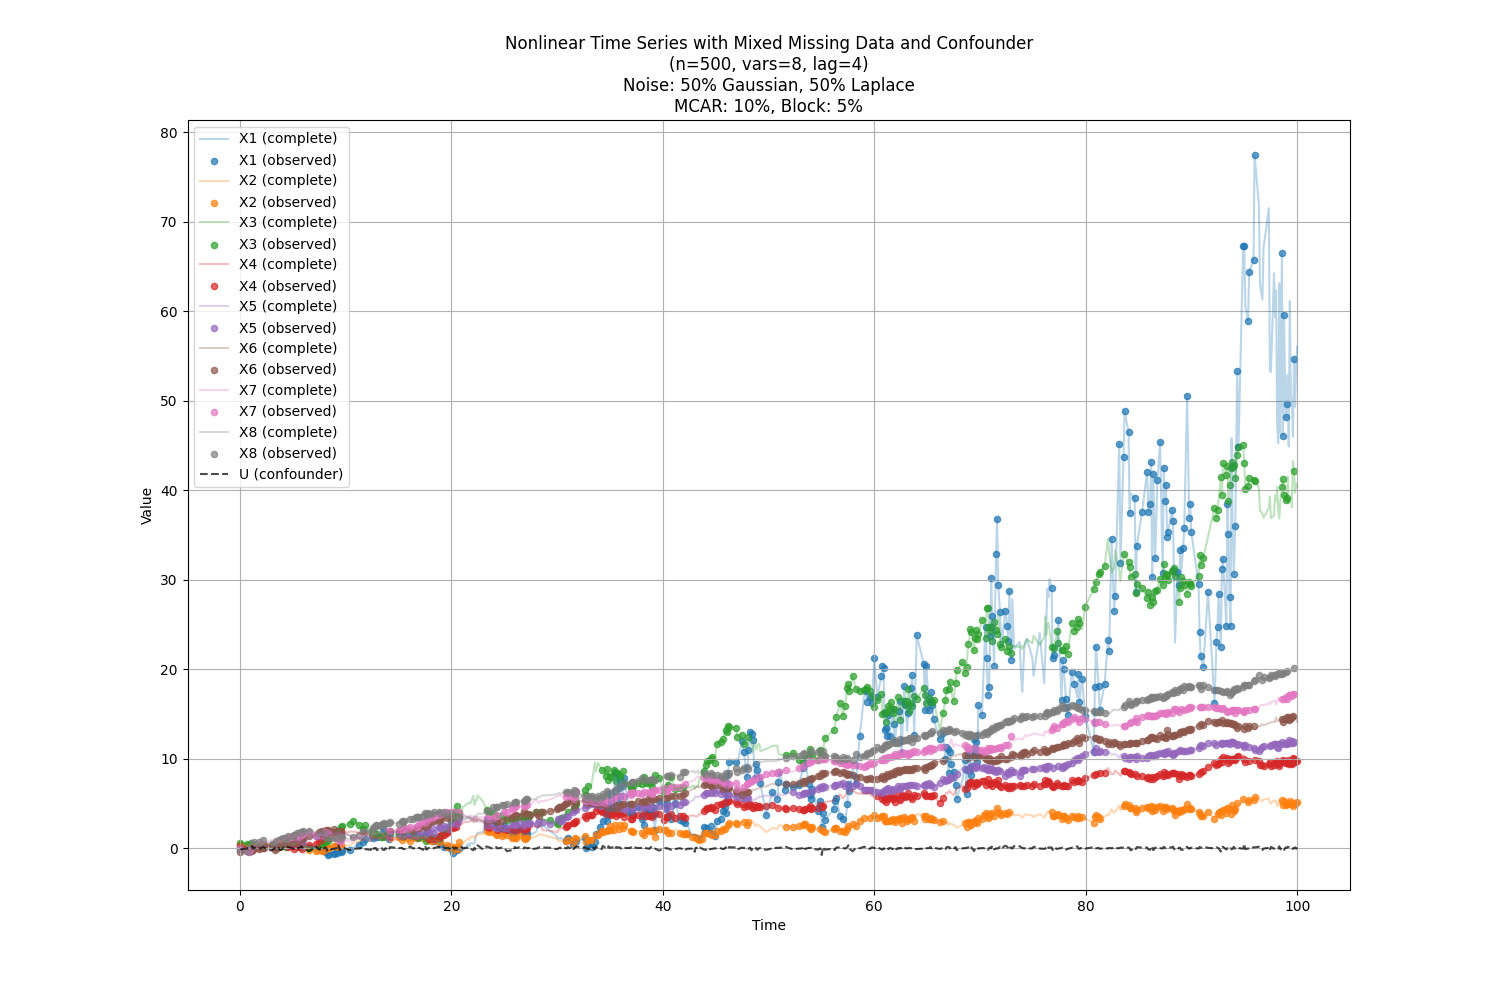 Nonlinear Time Series with Mixed Missing Data and Confounder
(n=500, vars=8, lag=4)
Noise: 50% Gaussian, 50% Laplace
MCAR: 10%, Block: 5%
X1 (complete)
X1 (observed)
X2 (complete)
X2 (observed)
X3 (complete)
X3 (observed)
X4 (complete)
X4 (observed)
X5 (complete)
X5 (observed)
X6 (complete)
X6 (observed)
X7 (complete)
X7 (observed)
X8 (complete)
X8 (observed)
U (confounder)
Value
80
70
60
50
40
30
20
10
0
0 20 40 60 80 100
Time